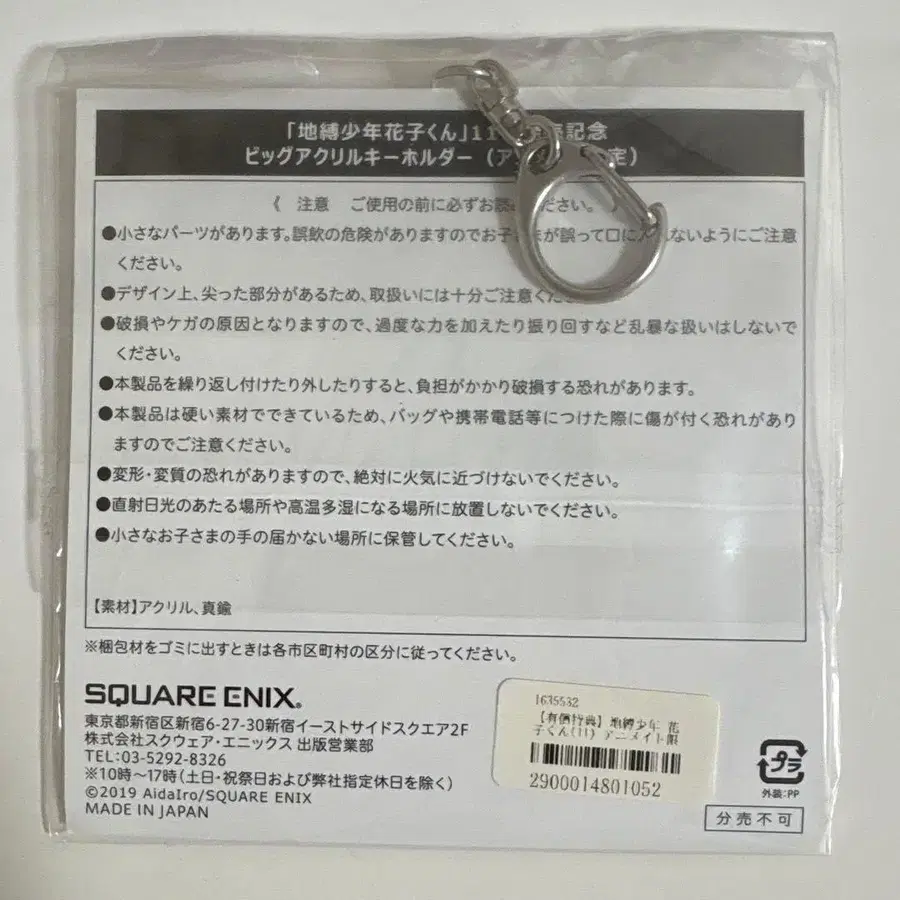 「地縛少年花子くん」11 記念
ビッグアクリルキーホルダー（ア 定）
《 注意 ご使用の前に必ずお読 ださい。 》
●小さなパーツがあります。誤飲の危険がありますのでお子さまが誤って口に入れないようにご注意
ください。
●デザイン上、尖った部分があるため、取扱いには十分ご注意くだ
●破損やケガの原因となりますので、過度な力を加えたり振り回すなど乱暴な扱いはしないで
ください。
●本製品を繰り返し付けたり外したりすると、負担がかかり破損する恐れがあります。
●本製品は硬い素材でできているため、バッグや携帯電話等につけた際に傷が付く恐れがあり
ますのでご注意ください。
●変形・変質の恐れがありますので、絶対に火気に近づけないでください。
●直射日光のあたる場所や高温多湿になる場所に放置しないでください。
●小さなお子さまの手の届かない場所に保管してください。
【素材】アクリル、真鍮
※梱包材をゴミに出すときは各市区町村の区分に従ってください。
SQUARE ENIX®
東京都新宿区新宿6-27-30新宿イーストサイドスクエア2F
株式会社スクウェア・エニックス 出版営業部
TEL:03-5292-8326
※10時〜17時(土日・祝祭日および弊社指定休日を除く)
©2019 AidaIro/SQUARE ENIX
MADE IN JAPAN
1635532
【有償特典】地縛少年 花
子くん(11) アニメイト限
2900014801052
プラ
外装:PP
分売不可